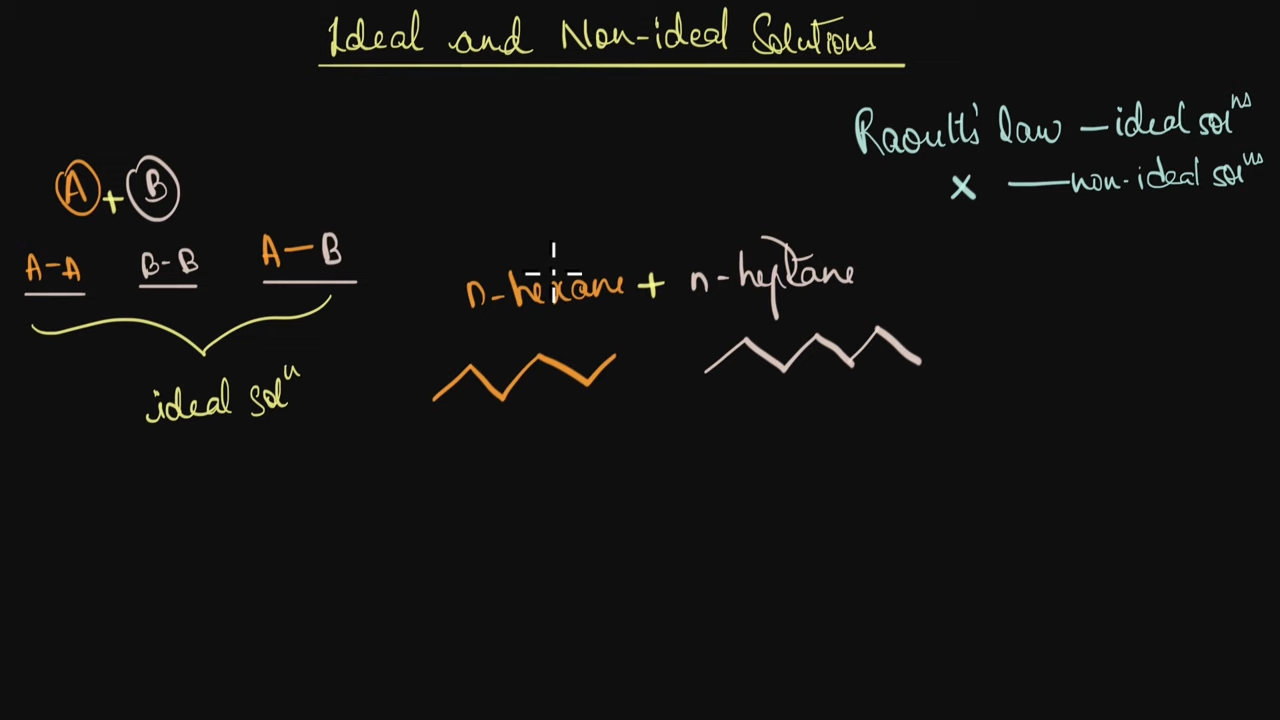 Ideal and Non-ideal Solutions
Raoult's law — ideal solⁿˢ
× — non-ideal solⁿˢ
A + B
A-A B-B A-B
n-hexane + n-heptane
ideal solⁿ